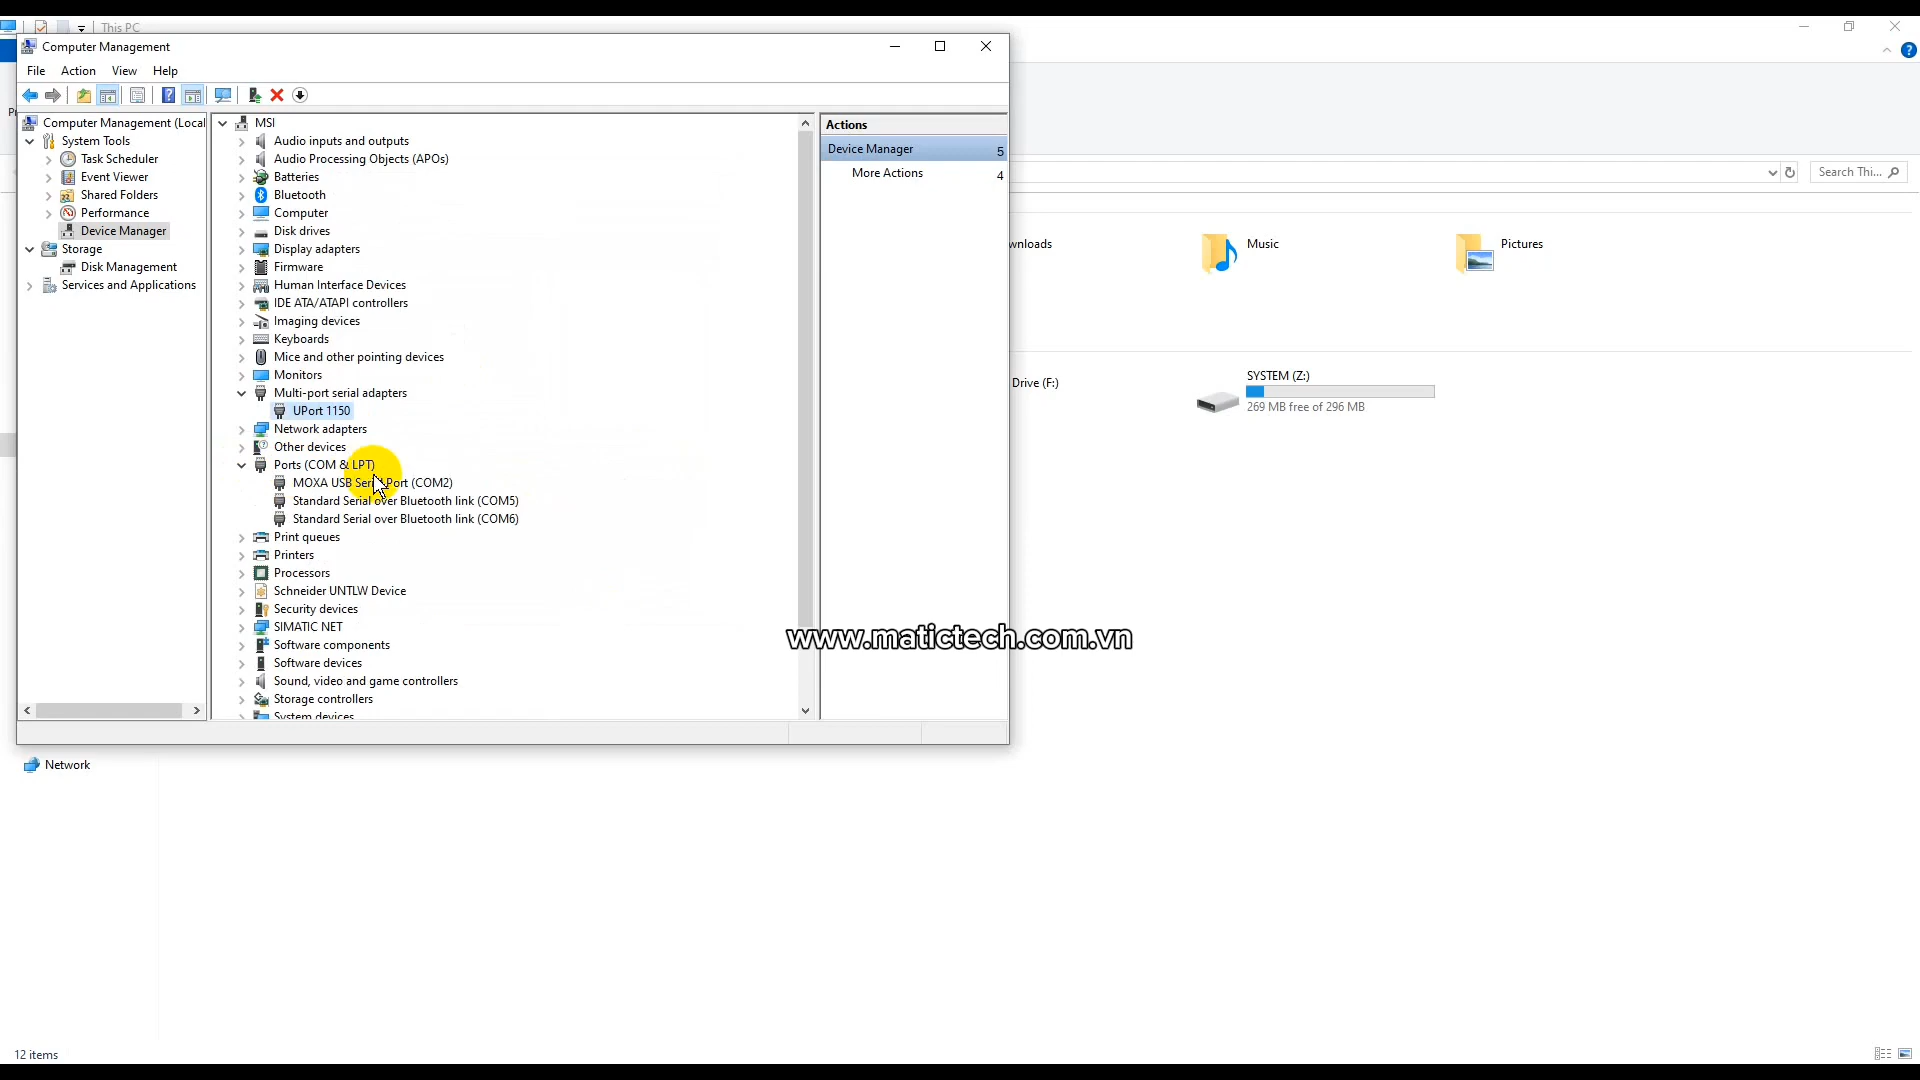 This PC
Computer Management
File Action View Help
Computer Management (Local
System Tools
Task Scheduler
Event Viewer
Shared Folders
Performance
Device Manager
Storage
Disk Management
Services and Applications
MSI
Audio inputs and outputs
Audio Processing Objects (APOs)
Batteries
Bluetooth
Computer
Disk drives
Display adapters
Firmware
Human Interface Devices
IDE ATA/ATAPI controllers
Imaging devices
Keyboards
Mice and other pointing devices
Monitors
Multi-port serial adapters
UPort 1150
Network adapters
Other devices
Ports (COM & LPT)
MOXA USB Serial Port (COM2)
Standard Serial over Bluetooth link (COM5)
Standard Serial over Bluetooth link (COM6)
Print queues
Printers
Processors
Schneider UNTLW Device
Security devices
SIMATIC NET
Software components
Software devices
Sound, video and game controllers
Storage controllers
System devices
Actions
Device Manager 5
More Actions 4
Search Thi...
wnloads
Music
Pictures
Drive (F:)
SYSTEM (Z:)
269 MB free of 296 MB
www.matictech.com.vn
Network
12 items